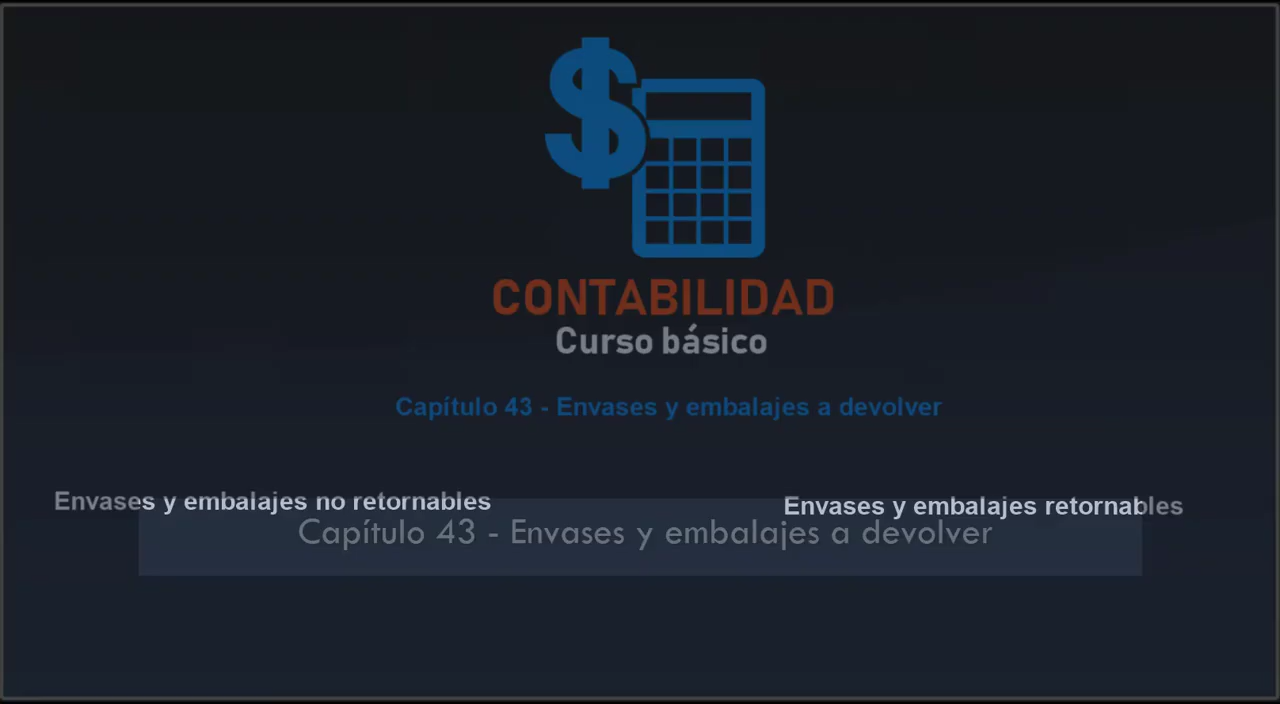 CONTABILIDAD
Curso básico
Capítulo 43 - Envases y embalajes a devolver
Envases y embalajes no retornables
Envases y embalajes retornables
Capítulo 43 - Envases y embalajes a devolver